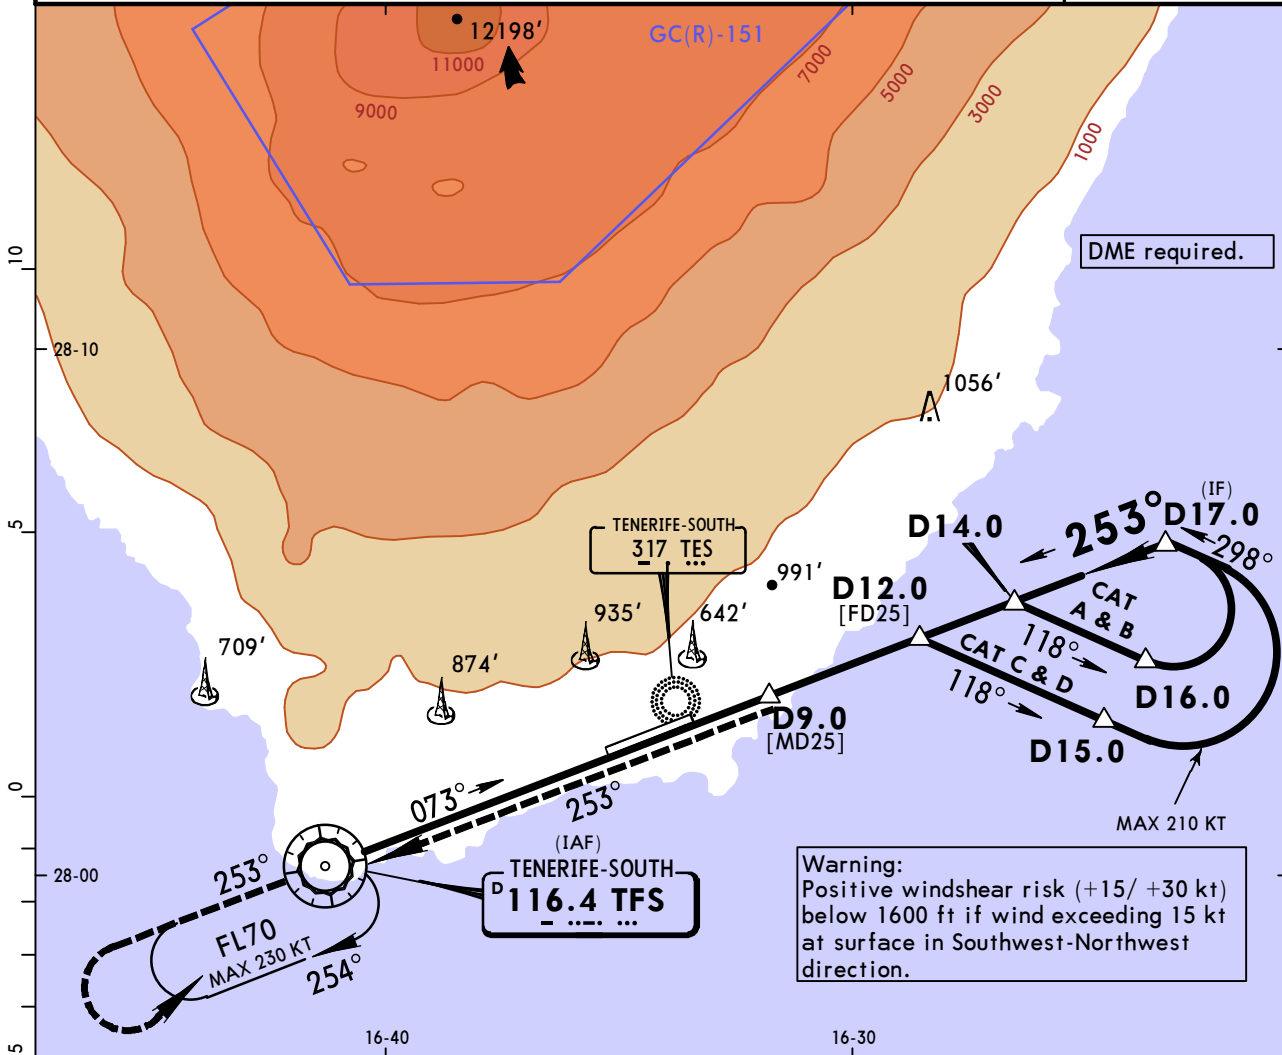 12198'
GC(R)-151
11000
9000
7000
5000
3000
1000
10
DME required.
28-10
1056'
5
(IF)
D17.0
253°
298°
D14.0
TENERIFE-SOUTH
317 TES
991'
D12.0
[FD25]
CAT
A & B
935'
642'
118°
709'
874'
CAT C & D
118°
D16.0
D9.0
[MD25]
D15.0
0
073°
253°
MAX 210 KT
(IAF)
TENERIFE-SOUTH
D 116.4 TFS
28-00
253°
FL70
MAX 230 KT
254°
Warning:
Positive windshear risk (+15/ +30 kt)
below 1600 ft if wind exceeding 15 kt
at surface in Southwest-Northwest
direction.
5
16-40
16-30